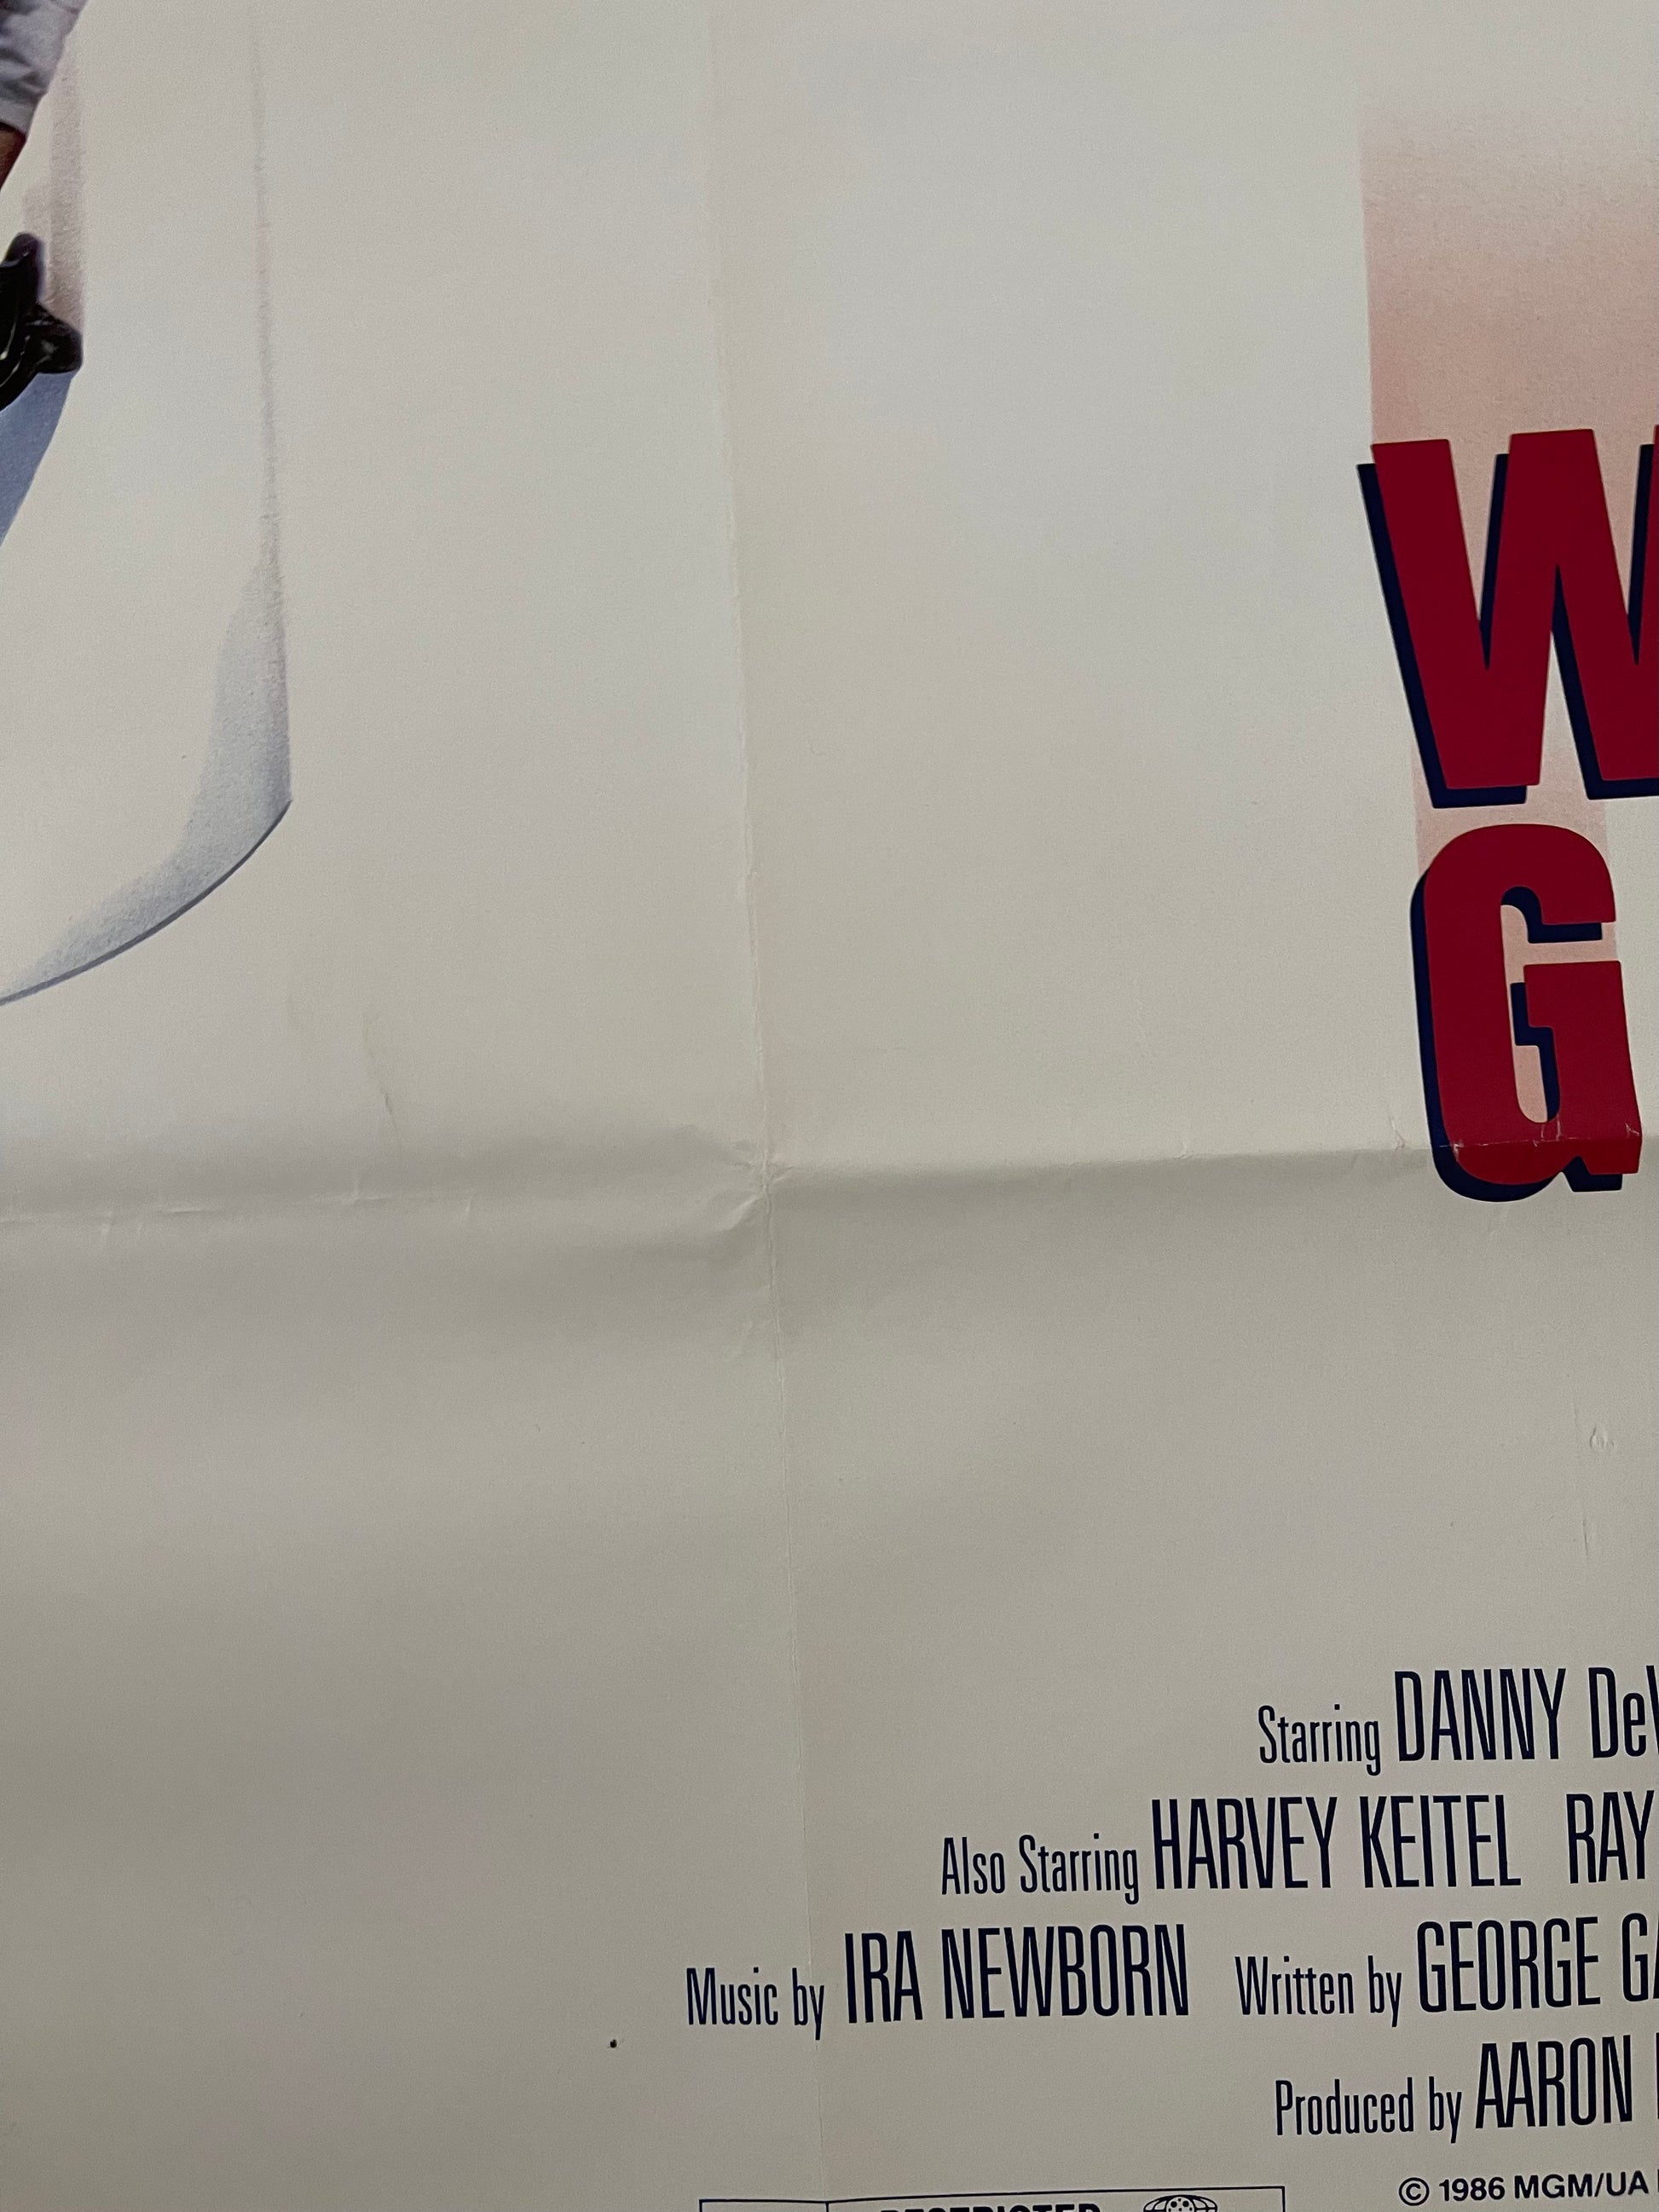 W
G
Starring DANNY DeV
Also Starring HARVEY KEITEL RAY
Music by IRA NEWBORN Written by GEORGE GA
Produced by AARON
© 1986 MGM/UA
RESTRICTED